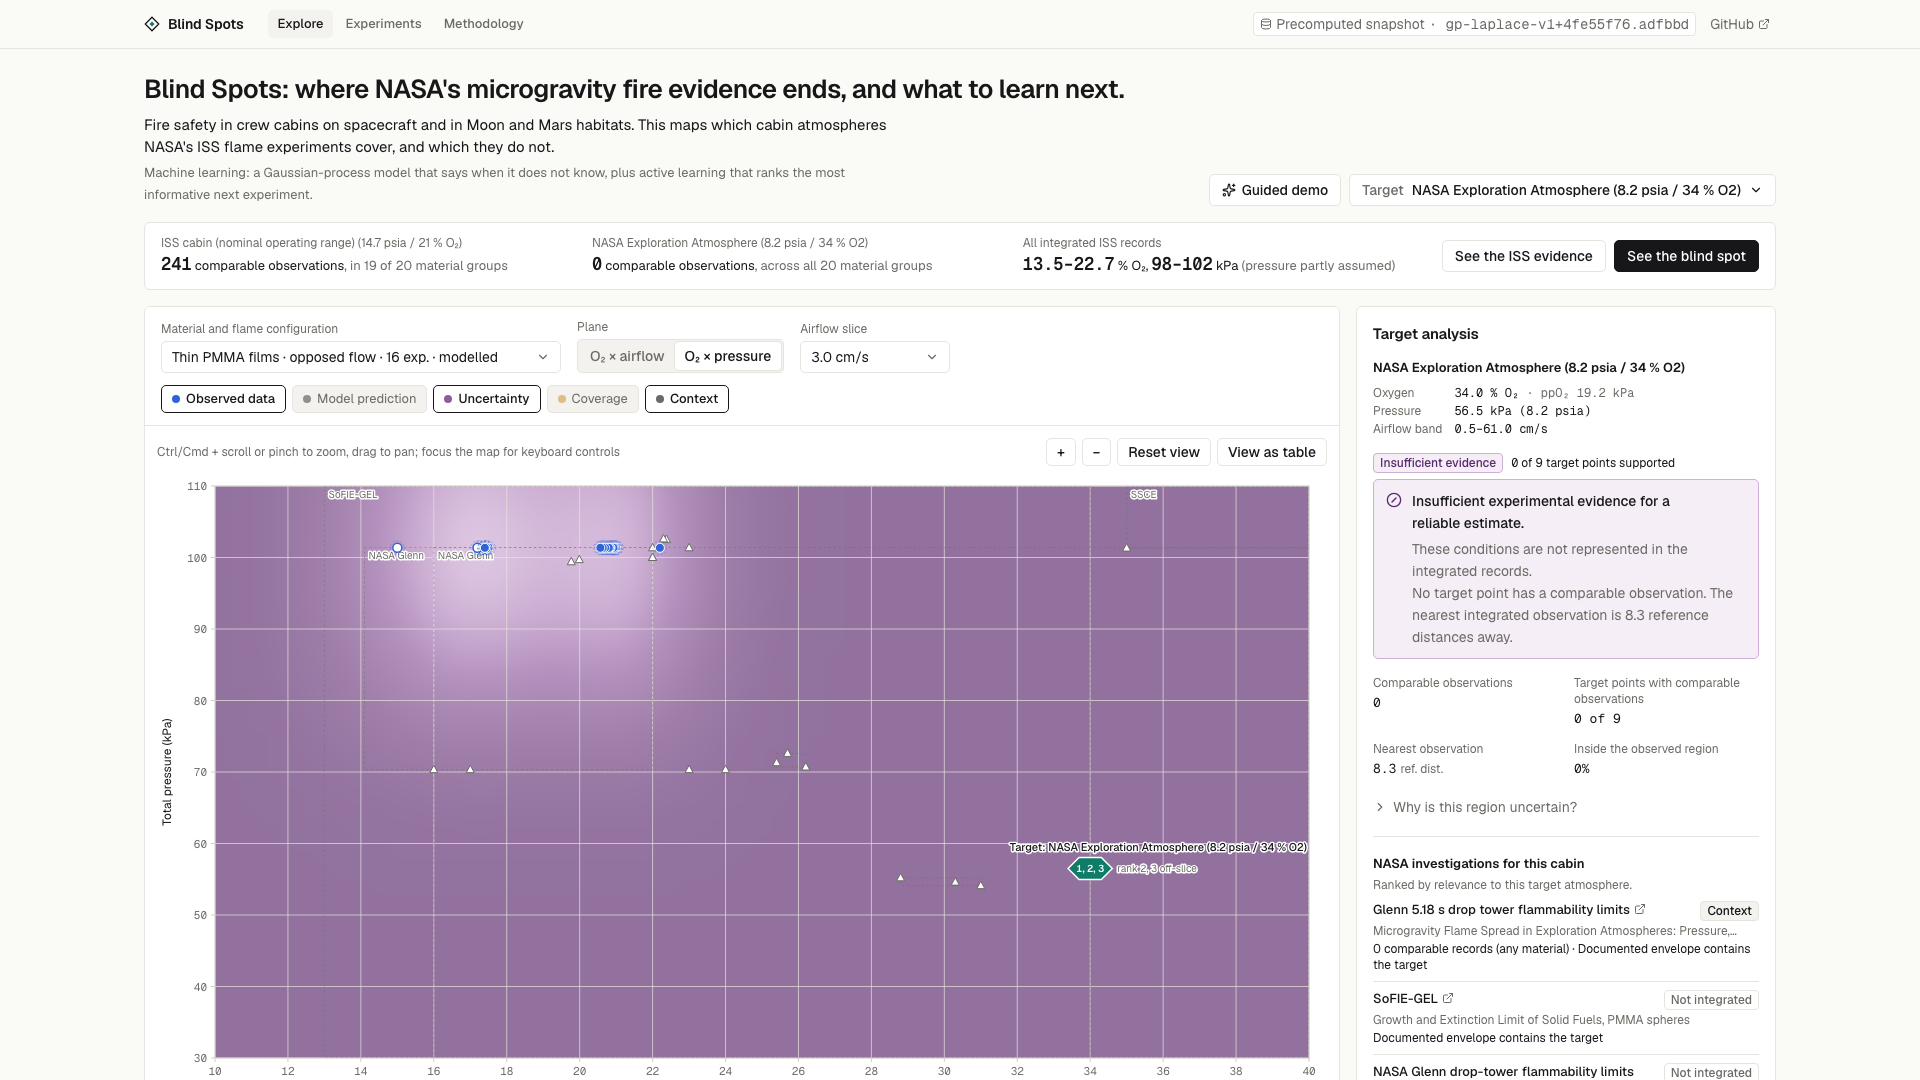 Blind Spots
Explore
Experiments
Methodology
Precomputed snapshot · gp-laplace-v1+4fe55f76.adfbbd
GitHub
Blind Spots: where NASA's microgravity fire evidence ends, and what to learn next.
Fire safety in crew cabins on spacecraft and in Moon and Mars habitats. This maps which cabin atmospheres
NASA's ISS flame experiments cover, and which they do not.
Machine learning: a Gaussian-process model that says when it does not know, plus active learning that ranks the most
informative next experiment.
Guided demo
Target NASA Exploration Atmosphere (8.2 psia / 34 % O2)
ISS cabin (nominal operating range) (14.7 psia / 21 % O₂)
241 comparable observations, in 19 of 20 material groups
NASA Exploration Atmosphere (8.2 psia / 34 % O2)
0 comparable observations, across all 20 material groups
All integrated ISS records
13.5–22.7 % O₂, 98–102 kPa (pressure partly assumed)
See the ISS evidence
See the blind spot
Material and flame configuration
Thin PMMA films · opposed flow · 16 exp. · modelled
Plane
O₂ × airflow
O₂ × pressure
Airflow slice
3.0 cm/s
Observed data
Model prediction
Uncertainty
Coverage
Context
Ctrl/Cmd + scroll or pinch to zoom, drag to pan; focus the map for keyboard controls
+
−
Reset view
View as table
110
100
90
80
70
60
50
40
30
Total pressure (kPa)
SoFIE-GEL
SSCE
NASA Glenn
NASA Glenn
Target: NASA Exploration Atmosphere (8.2 psia / 34 % O2)
1, 2, 3
rank 2, 3 off-slice
10 12 14 16 18 20 22 24 26 28 30 32 34 36 38 40
Target analysis
NASA Exploration Atmosphere (8.2 psia / 34 % O2)
Oxygen 34.0 % O₂ · ppO₂ 19.2 kPa
Pressure 56.5 kPa (8.2 psia)
Airflow band 0.5–61.0 cm/s
Insufficient evidence 0 of 9 target points supported
Insufficient experimental evidence for a
reliable estimate.
These conditions are not represented in the
integrated records.
No target point has a comparable observation. The
nearest integrated observation is 8.3 reference
distances away.
Comparable observations
0
Target points with comparable
observations
0 of 9
Nearest observation
8.3 ref. dist.
Inside the observed region
0%
Why is this region uncertain?
NASA investigations for this cabin
Ranked by relevance to this target atmosphere.
Glenn 5.18 s drop tower flammability limits
Context
Microgravity Flame Spread in Exploration Atmospheres: Pressure,…
0 comparable records (any material) · Documented envelope contains
the target
SoFIE-GEL
Not integrated
Growth and Extinction Limit of Solid Fuels, PMMA spheres
Documented envelope contains the target
NASA Glenn drop-tower flammability limits
Not integrated